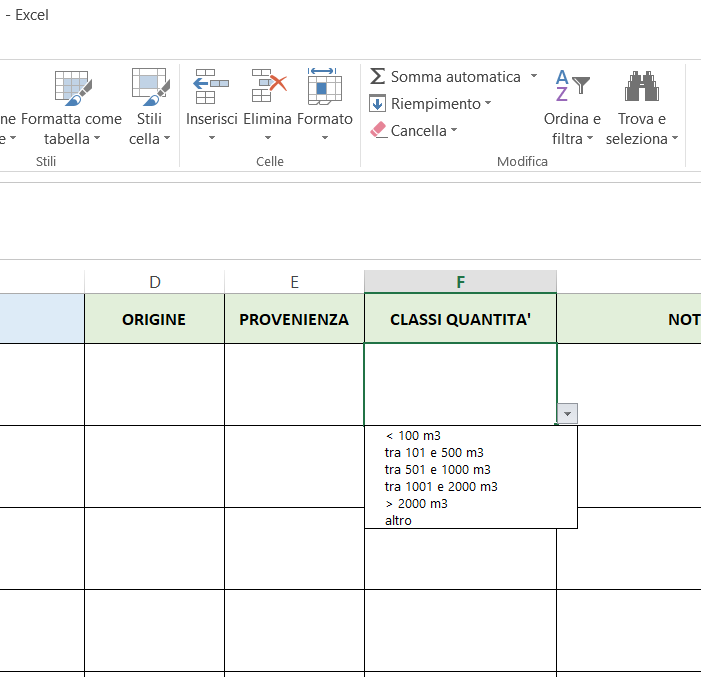 - Excel
ne Formatta come Stili Inserisci Elimina Formato
e tabella cella
Σ Somma automatica
Riempimento
Cancella
Ordina e Trova e
filtra seleziona
Stili Celle Modifica
D E F
ORIGINE PROVENIENZA CLASSI QUANTITA' NOT
< 100 m3
tra 101 e 500 m3
tra 501 e 1000 m3
tra 1001 e 2000 m3
> 2000 m3
altro